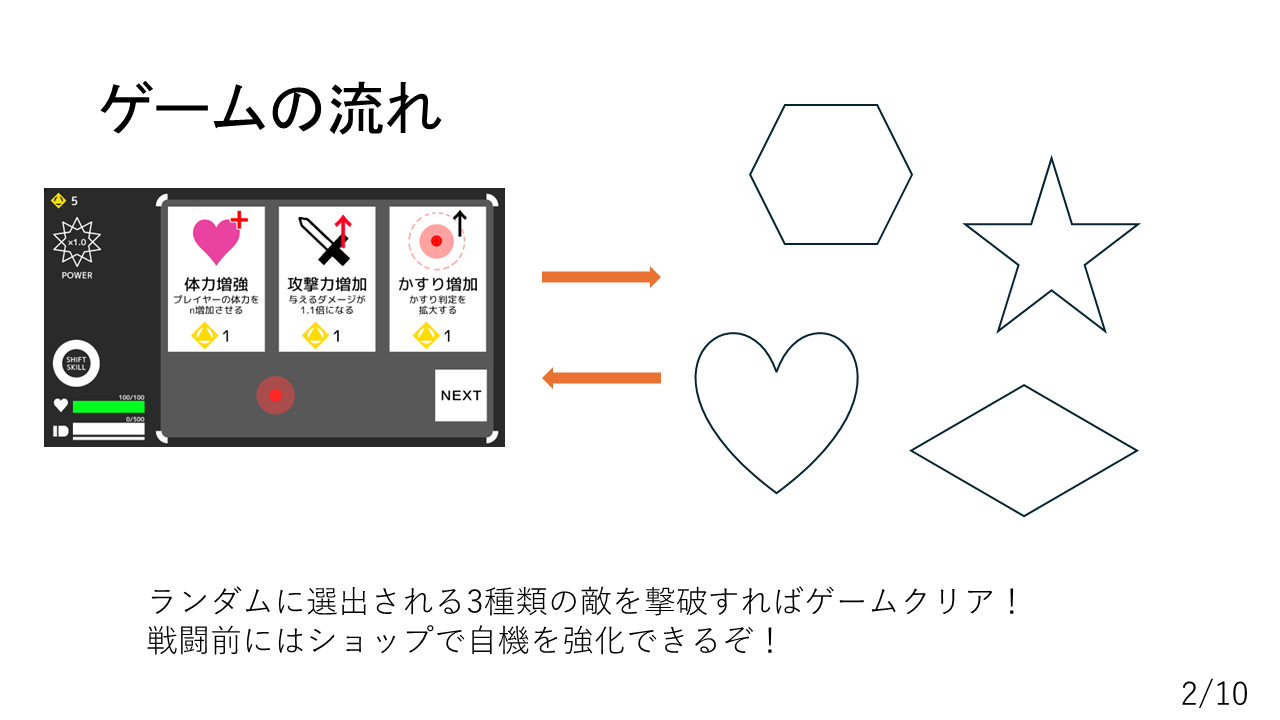 ゲームの流れ
5
×1.0
POWER
体力増強
プレイヤーの体力を
n増加させる
1
攻撃力増加
与えるダメージが
1.1倍になる
1
かすり増加
かすり判定を
拡大する
1
SHIFT
SKILL
100/100
0/500
NEXT
ランダムに選出される3種類の敵を撃破すればゲームクリア！
戦闘前にはショップで自機を強化できるぞ！
2/10